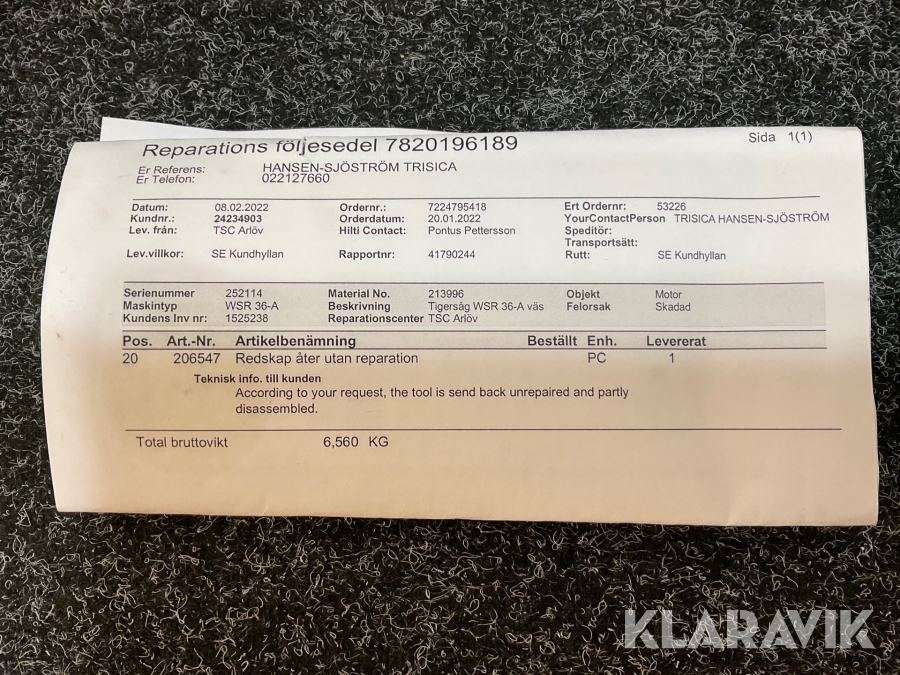 Reparations följesedel 7820196189
Sida 1(1)
Er Referens: HANSEN-SJÖSTRÖM TRISICA
Er Telefon: 022127660
Datum: 08.02.2022 Ordernr.: 7224795418 Ert Ordernr: 53226
Kundnr.: 24234903 Orderdatum: 20.01.2022 YourContactPerson TRISICA HANSEN-SJÖSTRÖM
Lev. från: TSC Arlöv Hilti Contact: Pontus Pettersson Speditör:
Transportsätt:
Lev.villkor: SE Kundhyllan Rapportnr: 41790244 Rutt: SE Kundhyllan
Serienummer 252114 Material No. 213996 Objekt Motor
Maskintyp WSR 36-A Beskrivning Tigersåg WSR 36-A väs Felorsak Skadad
Kundens Inv nr: 1525238 Reparationscenter TSC Arlöv
Pos. Art.-Nr. Artikelbenämning Beställt Enh. Levererat
20 206547 Redskap åter utan reparation PC 1
Teknisk info. till kunden
According to your request, the tool is send back unrepaired and partly
disassembled.
Total bruttovikt 6,560 KG
KLARAVIK